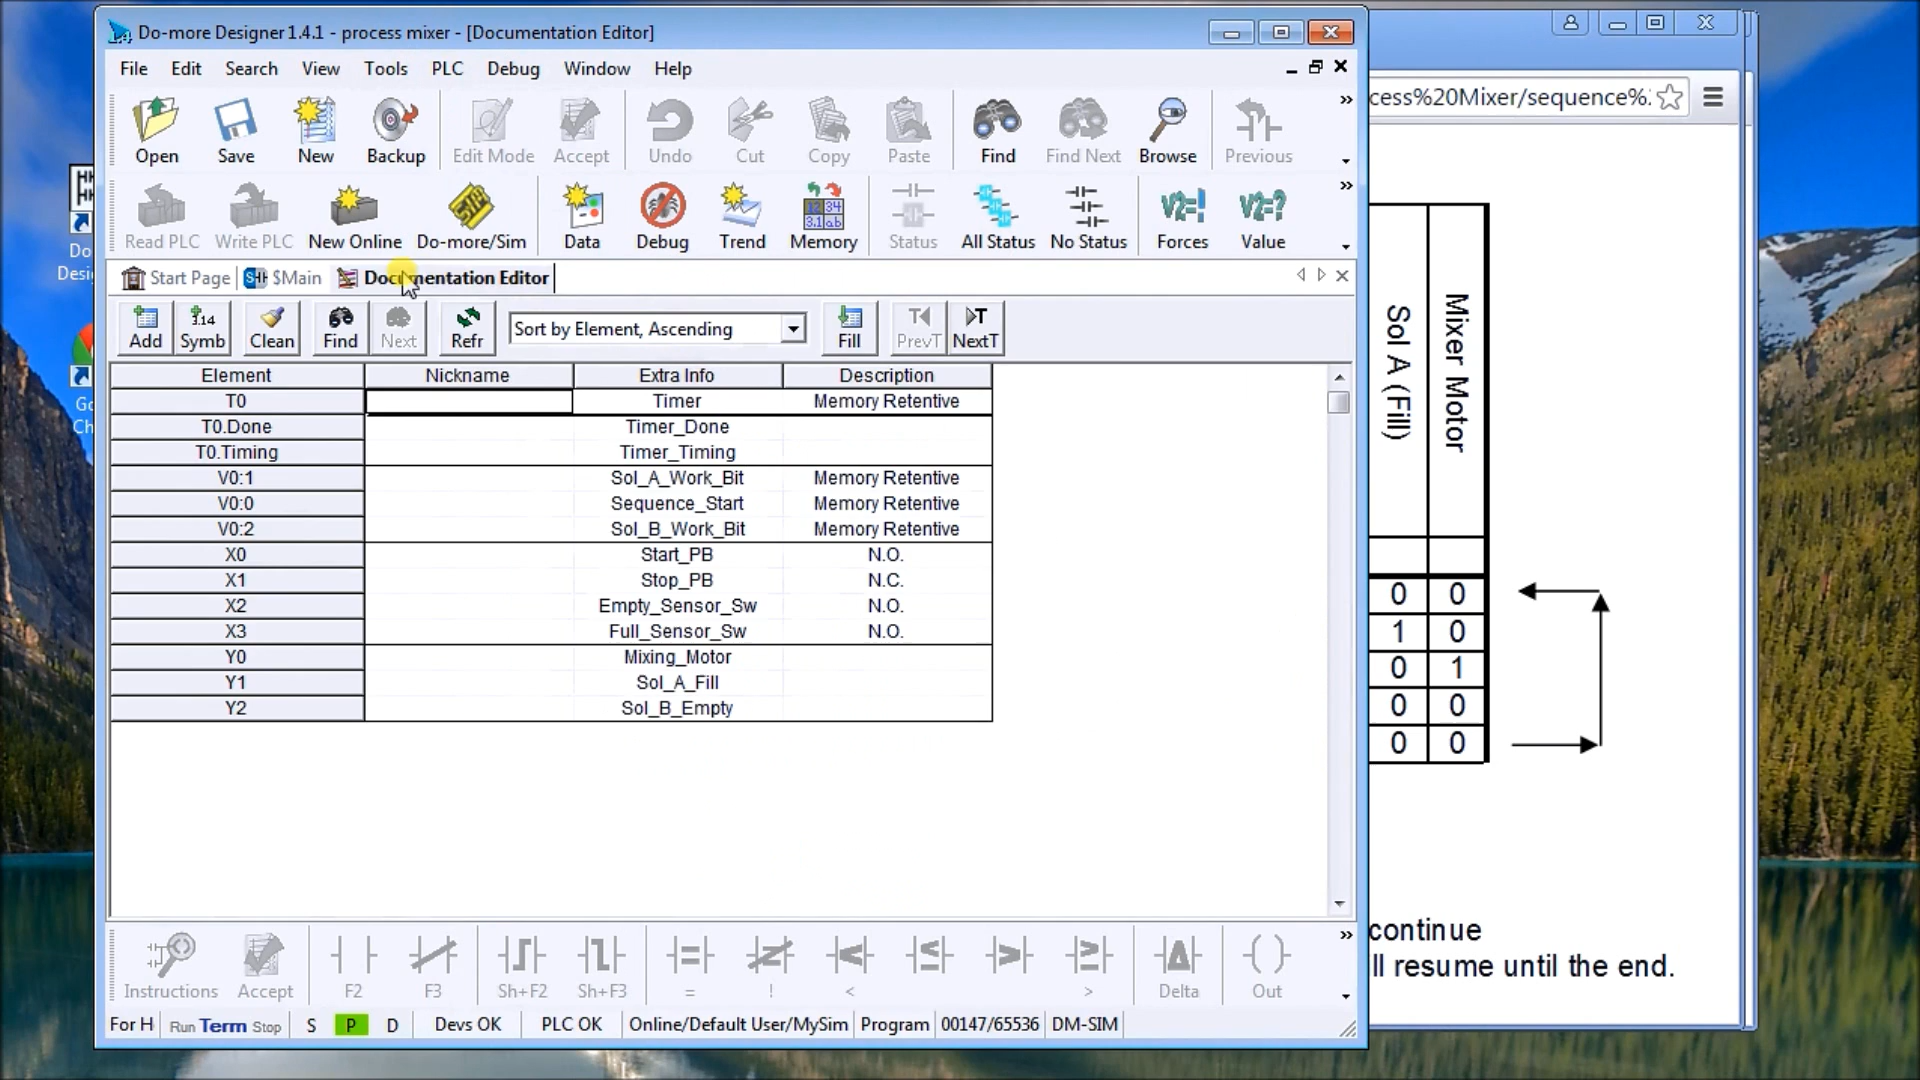 Do-more Designer 1.4.1 - process mixer - [Documentation Editor]
File Edit Search View Tools PLC Debug Window Help
Open Save New Backup Edit Mode Accept Undo Cut Copy Paste Find Find Next Browse Previous
Read PLC Write PLC New Online Do-more/Sim Data Debug Trend Memory Status All Status No Status Forces Value
Start Page $Main Documentation Editor
Add Symb Clean Find Next Refr Sort by Element, Ascending Fill PrevT NextT
Element Nickname Extra Info Description
T0 Timer Memory Retentive
T0.Done Timer_Done
T0.Timing Timer_Timing
V0:1 Sol_A_Work_Bit Memory Retentive
V0:0 Sequence_Start Memory Retentive
V0:2 Sol_B_Work_Bit Memory Retentive
X0 Start_PB N.O.
X1 Stop_PB N.C.
X2 Empty_Sensor_Sw N.O.
X3 Full_Sensor_Sw N.O.
Y0 Mixing_Motor
Y1 Sol_A_Fill
Y2 Sol_B_Empty
Instructions Accept F2 F3 Sh+F2 Sh+F3 = ! < > Delta Out
For H Run Term Stop S P D Devs OK PLC OK Online/Default User/MySim Program 00147/65536 DM-SIM
cess%20Mixer/sequence%
Sol A (Fill) Mixer Motor
0 0
1 0
0 1
0 0
0 0
continue
ll resume until the end.
Do
Desig
Go
Ch